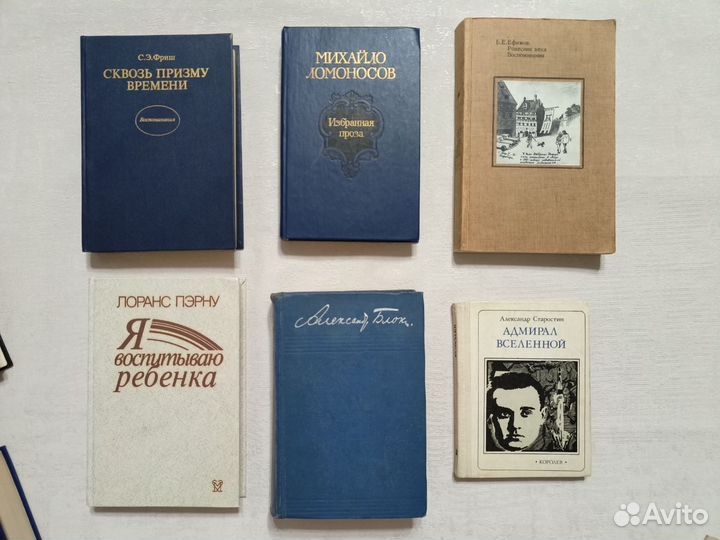 С.Э.Фриш
СКВОЗЬ ПРИЗМУ
ВРЕМЕНИ
Воспоминания
МИХАЙЛО
ЛОМОНОСОВ
Избранная
проза
Б.Е.Ефимов
Ровесник века
Воспоминания
ЛОРАНС ПЭРНУ
Я
воспитываю
ребенка
Александр Блок.
Александр Старостин
АДМИРАЛ
ВСЕЛЕННОЙ
• КОРОЛЕВ •
Avito